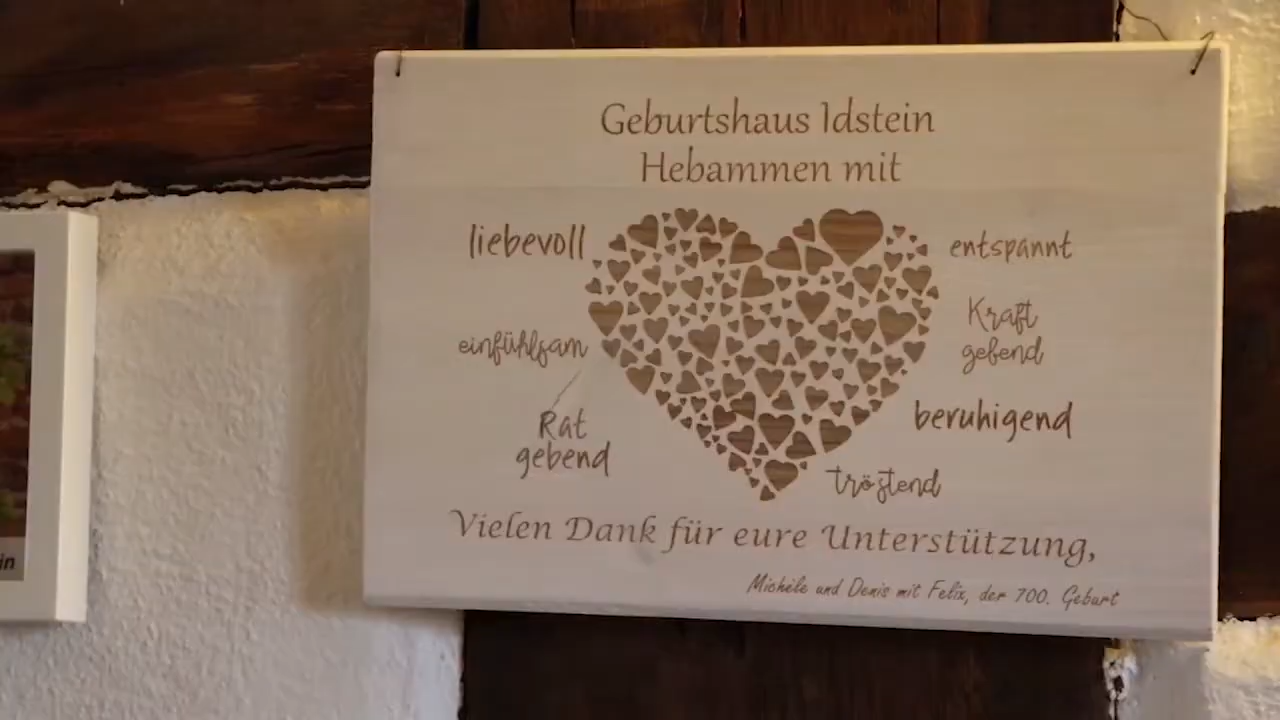 Geburtshaus Idstein
Hebammen mit
liebevoll
entspannt
Kraft
gebend
einfühlsam
Rat
gebend
beruhigend
tröstend
Vielen Dank für eure Unterstützung,
Michéle und Denis mit Felix, der 700. Geburt